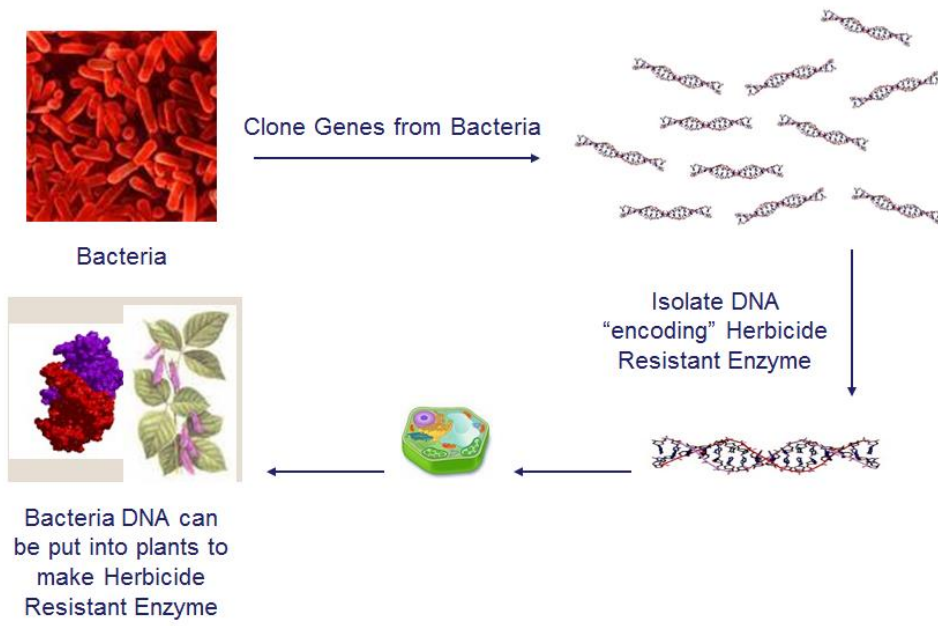 Clone Genes from Bacteria
Bacteria
Isolate DNA
“encoding” Herbicide
Resistant Enzyme
Bacteria DNA can
be put into plants to
make Herbicide
Resistant Enzyme